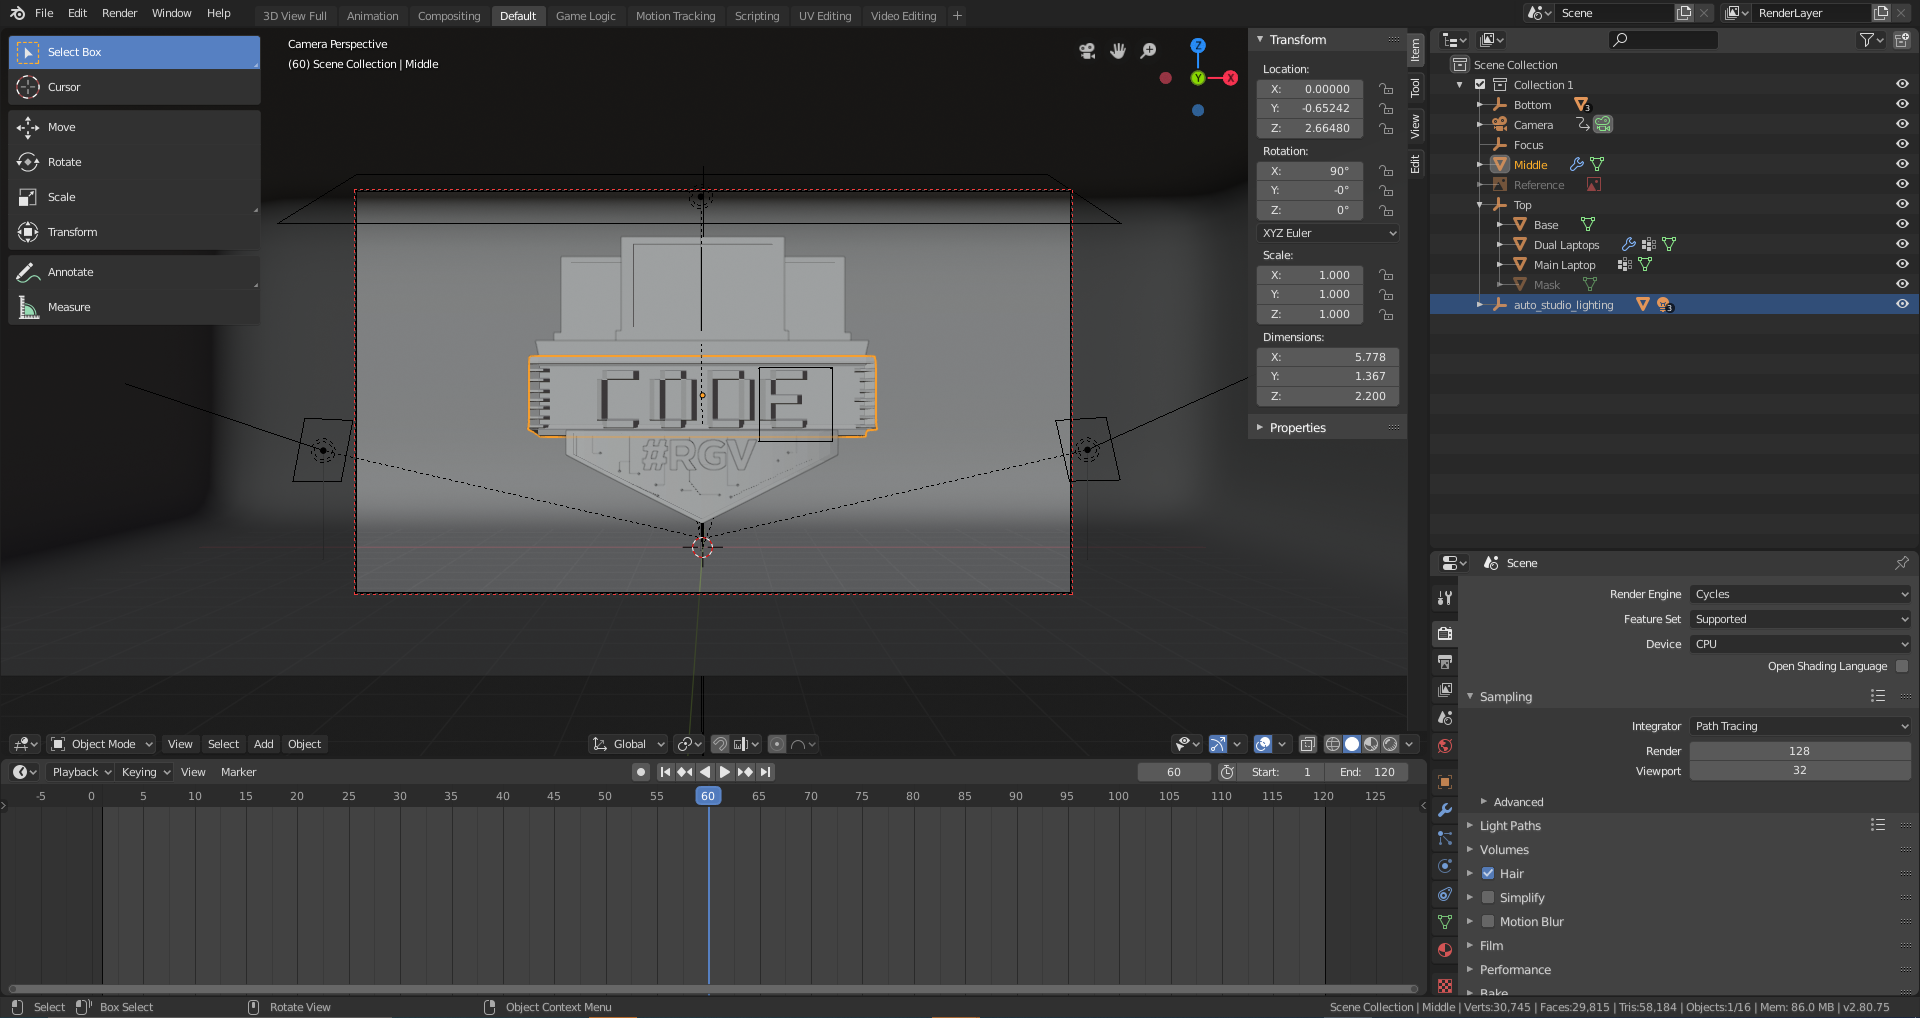 File Edit Render Window Help 3D View Full Animation Compositing Default Game Logic Motion Tracking Scripting UV Editing Video Editing + Scene RenderLayer
Select Box
Cursor
Move
Rotate
Scale
Transform
Annotate
Measure
Camera Perspective
(60) Scene Collection | Middle
Z
Y
X
CODE
#RGV
Transform
Location:
X: 0.00000
Y: -0.65242
Z: 2.66480
Rotation:
X: 90°
Y: -0°
Z: 0°
XYZ Euler
Scale:
X: 1.000
Y: 1.000
Z: 1.000
Dimensions:
X: 5.778
Y: 1.367
Z: 2.200
Properties
Item
Tool
View
Edit
Scene Collection
Collection 1
Bottom 3
Camera
Focus
Middle
Reference
Top
Base
Dual Laptops
Main Laptop
Mask
auto_studio_lighting 3
Object Mode View Select Add Object Global
Playback Keying View Marker 60 Start: 1 End: 120
-5 0 5 10 15 20 25 30 35 40 45 50 55 60 65 70 75 80 85 90 95 100 105 110 115 120 125
Scene
Render Engine Cycles
Feature Set Supported
Device CPU
Open Shading Language
Sampling
Integrator Path Tracing
Render 128
Viewport 32
Advanced
Light Paths
Volumes
Hair
Simplify
Motion Blur
Film
Performance
Bake
Select Box Select Rotate View Object Context Menu Scene Collection | Middle | Verts:30,745 | Faces:29,815 | Tris:58,184 | Objects:1/16 | Mem: 86.0 MB | v2.80.75